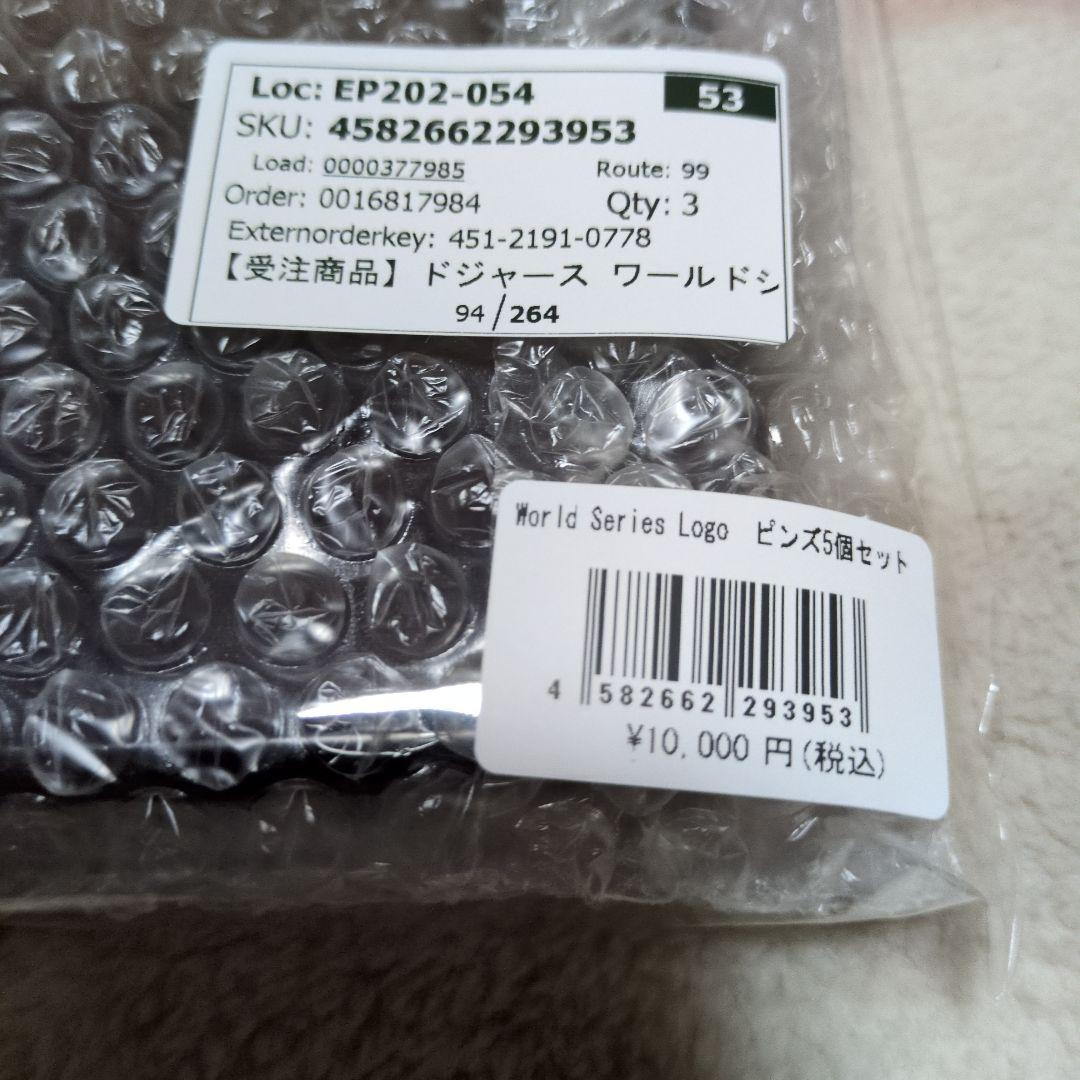 Loc: EP202-054 53
SKU: 4582662293953
Load: 0000377985 Route: 99
Order: 0016817984 Qty: 3
Externorderkey: 451-2191-0778
【受注商品】ドジャース ワールドシ
94/264
World Series Logo ピンズ5個セット
4 582662 293953
¥10,000 円(税込)